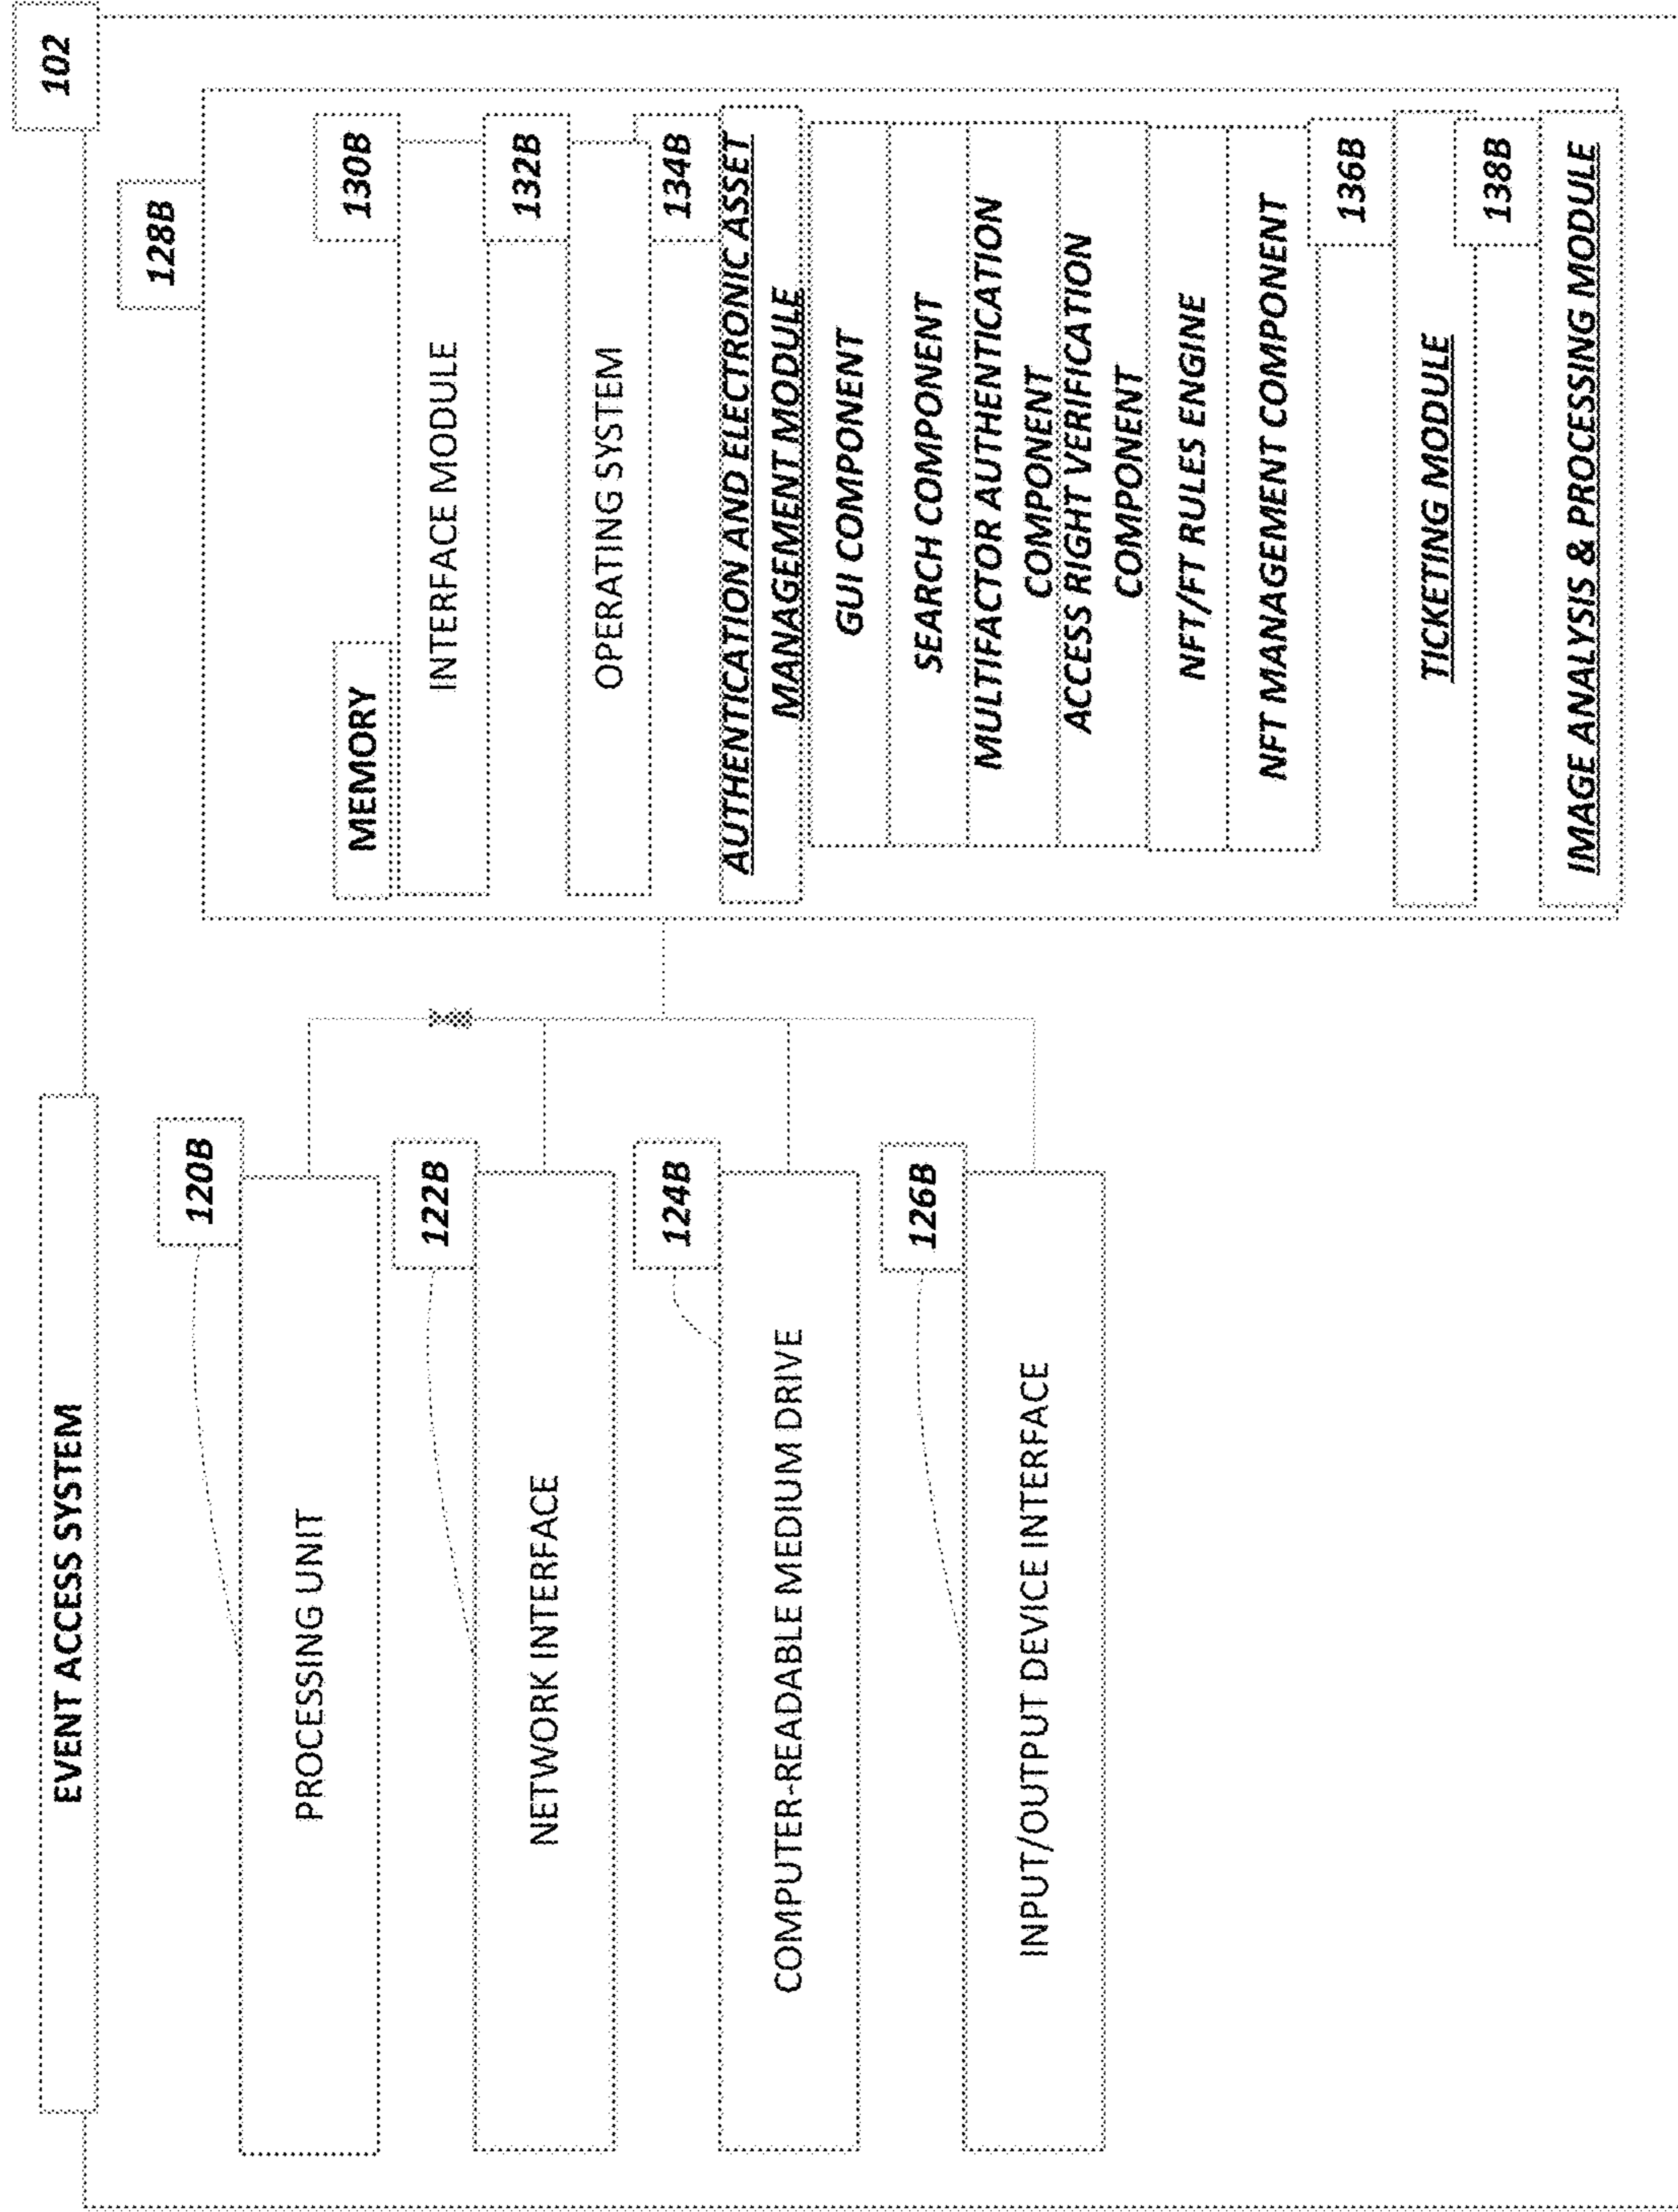 EVENT ACCESS SYSTEM
102
120B
PROCESSING UNIT
122B
NETWORK INTERFACE
124B
COMPUTER-READABLE MEDIUM DRIVE
126B
INPUT/OUTPUT DEVICE INTERFACE
128B
MEMORY
130B
INTERFACE MODULE
132B
OPERATING SYSTEM
134B
AUTHENTICATION AND ELECTRONIC ASSET
MANAGEMENT MODULE
GUI COMPONENT
SEARCH COMPONENT
MULTIFACTOR AUTHENTICATION
COMPONENT
ACCESS RIGHT VERIFICATION
COMPONENT
NFT/FT RULES ENGINE
NFT MANAGEMENT COMPONENT
136B
TICKETING MODULE
138B
IMAGE ANALYSIS & PROCESSING MODULE